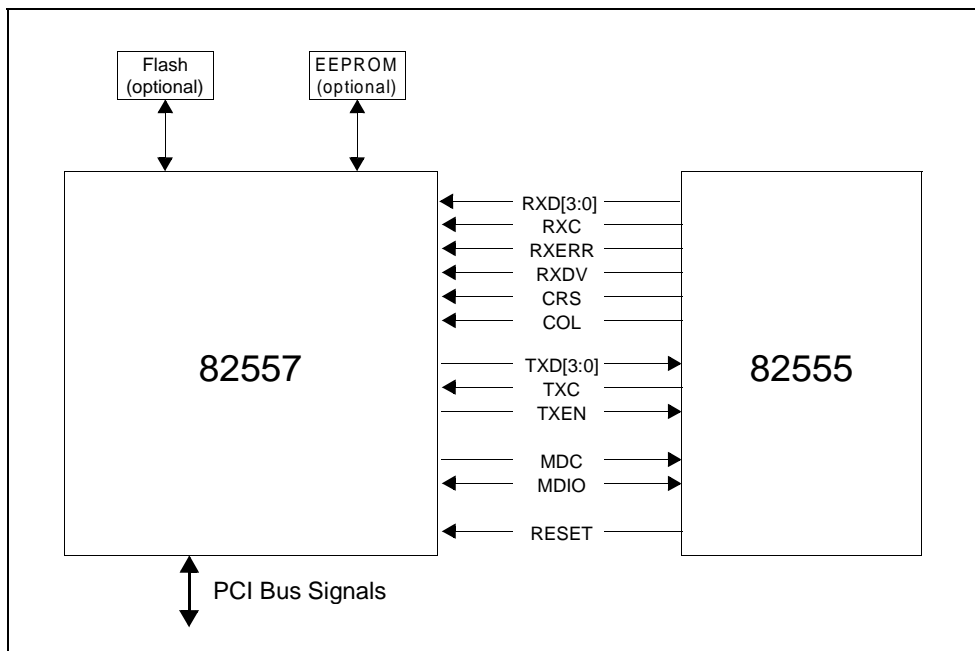 Flash
(optional)
EEPROM
(optional)
RXD[3:0]
RXC
RXERR
RXDV
CRS
COL
82557
82555
TXD[3:0]
TXC
TXEN
MDC
MDIO
RESET
PCI Bus Signals